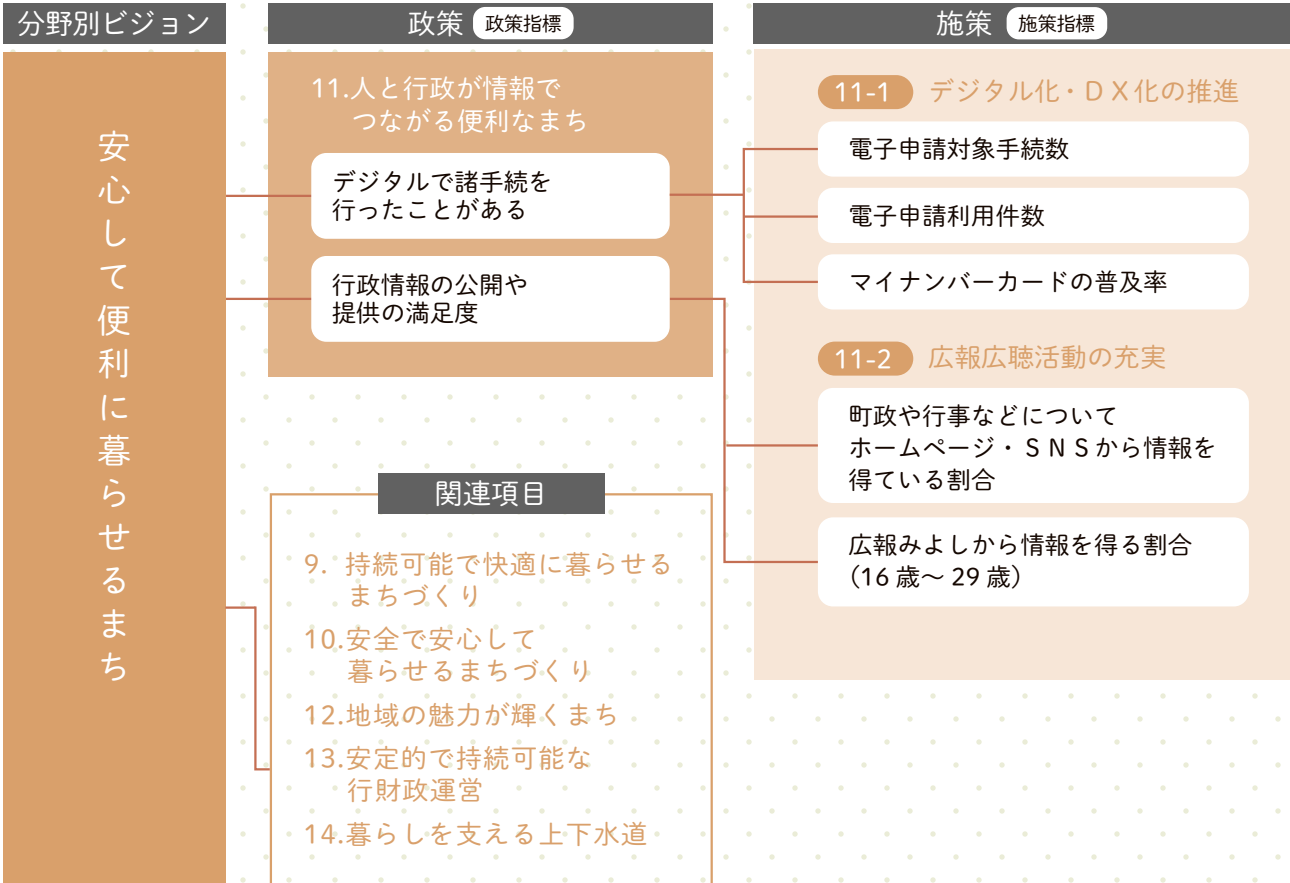 分野別ビジョン
安心して便利に暮らせるまち
政策 政策指標
11.人と行政が情報で
つながる便利なまち
デジタルで諸手続を
行ったことがある
行政情報の公開や
提供の満足度
関連項目
9. 持続可能で快適に暮らせる
まちづくり
10.安全で安心して
暮らせるまちづくり
12.地域の魅力が輝くまち
13.安定的で持続可能な
行財政運営
14.暮らしを支える上下水道
施策 施策指標
11-1 デジタル化・ＤＸ化の推進
電子申請対象手続数
電子申請利用件数
マイナンバーカードの普及率
11-2 広報広聴活動の充実
町政や行事などについて
ホームページ・ＳＮＳから情報を
得ている割合
広報みよしから情報を得る割合
（16 歳〜 29 歳）